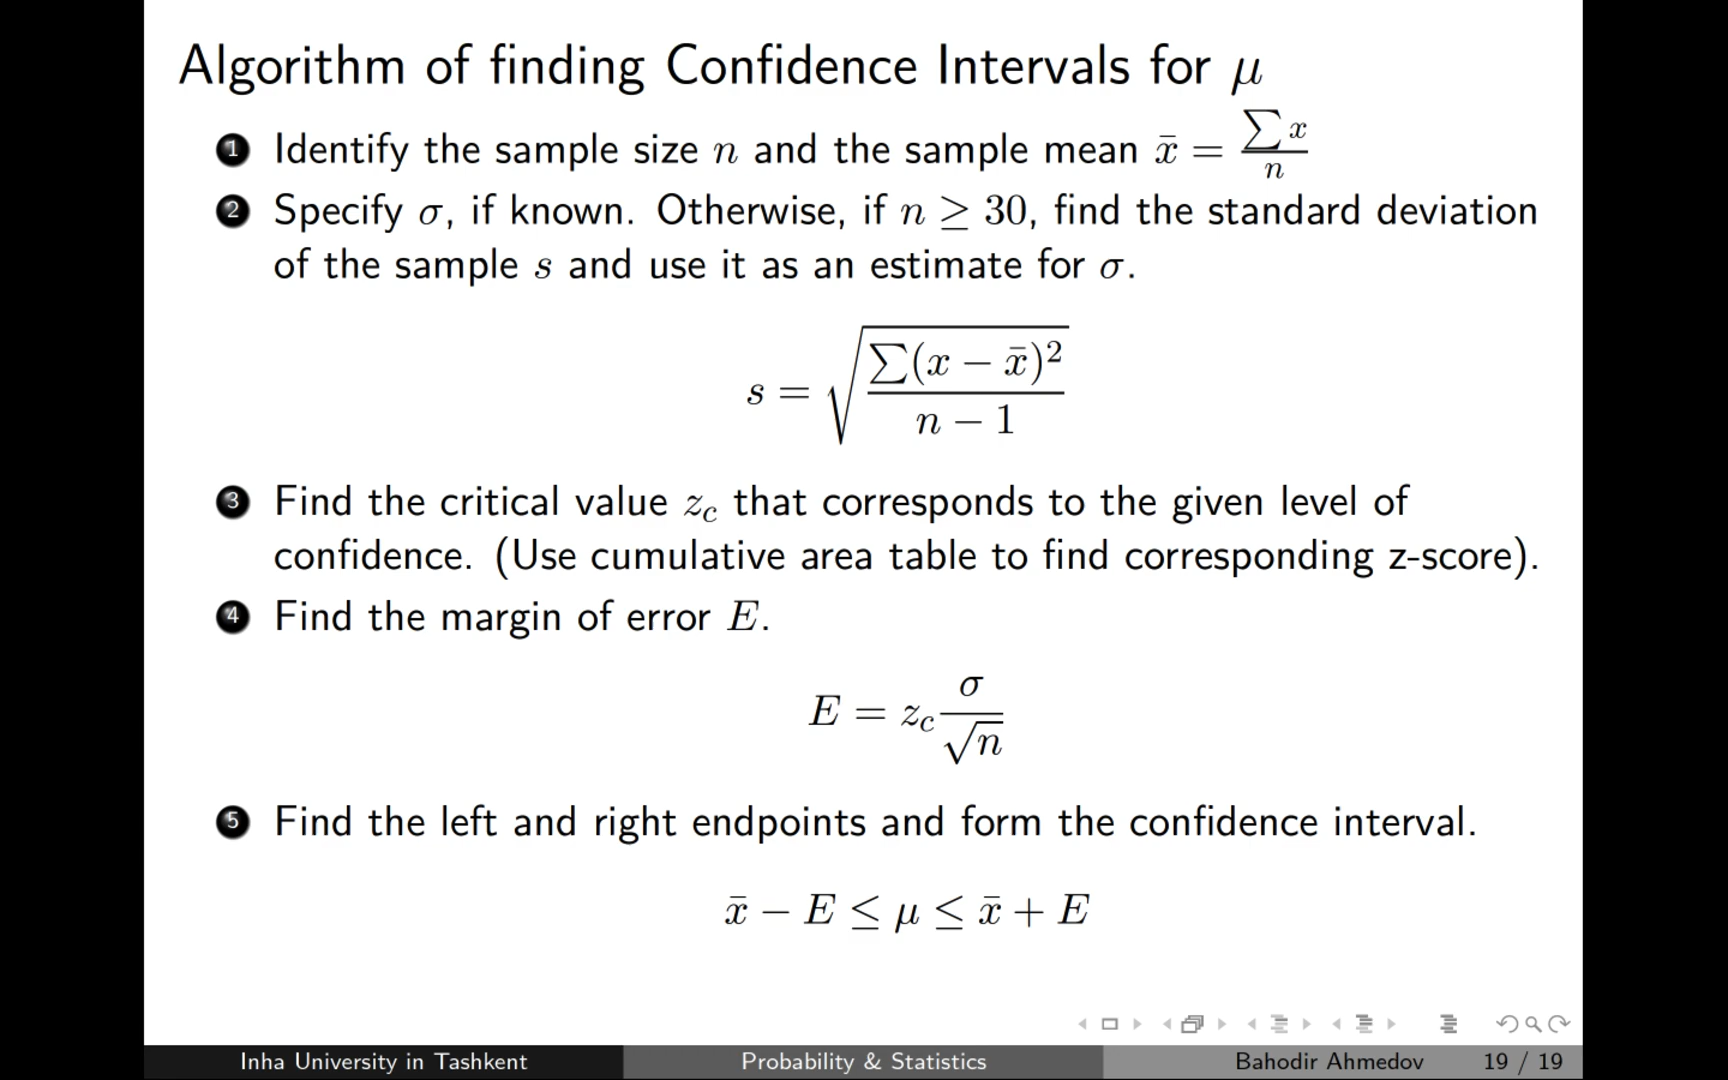 Algorithm of finding Confidence Intervals for μ
1 Identify the sample size n and the sample mean x̄ = ∑x / n
2 Specify σ, if known. Otherwise, if n ≥ 30, find the standard deviation
of the sample s and use it as an estimate for σ.
s = √(∑(x − x̄)² / (n − 1))
3 Find the critical value z_c that corresponds to the given level of
confidence. (Use cumulative area table to find corresponding z-score).
4 Find the margin of error E.
E = z_c σ / √n
5 Find the left and right endpoints and form the confidence interval.
x̄ − E ≤ μ ≤ x̄ + E
Inha University in Tashkent Probability & Statistics Bahodir Ahmedov 19 / 19